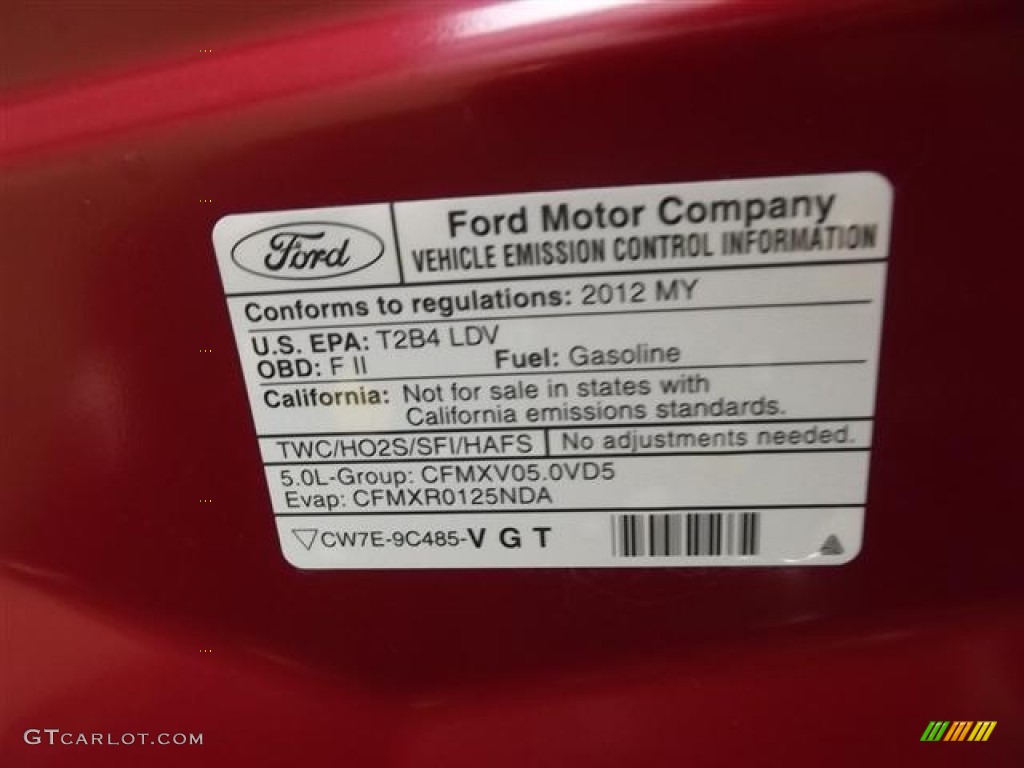 Ford
Ford Motor Company
VEHICLE EMISSION CONTROL INFORMATION
Conforms to regulations: 2012 MY
U.S. EPA: T2B4 LDV
OBD: F II Fuel: Gasoline
California: Not for sale in states with
California emissions standards.
TWC/HO2S/SFI/HAFS No adjustments needed.
5.0L-Group: CFMXV05.0VD5
Evap: CFMXR0125NDA
CW7E-9C485-V G T
GTCARLOT.COM